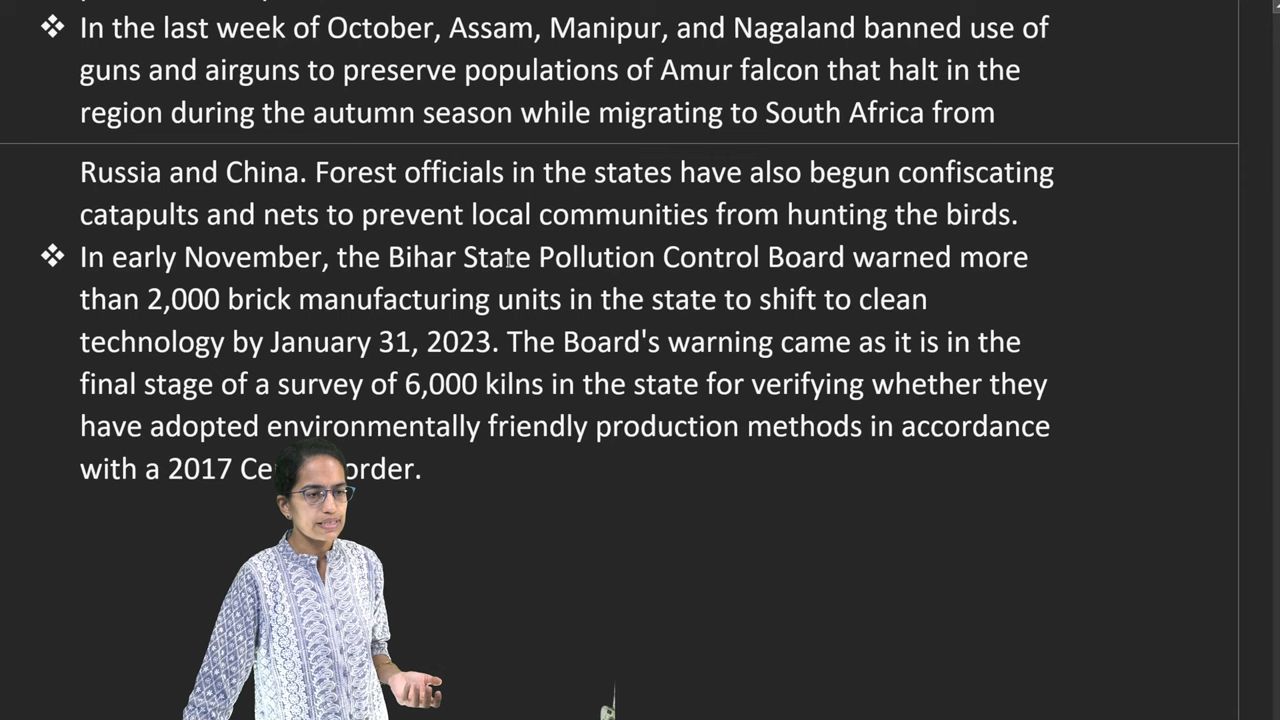 ❖ In the last week of October, Assam, Manipur, and Nagaland banned use of
guns and airguns to preserve populations of Amur falcon that halt in the
region during the autumn season while migrating to South Africa from
Russia and China. Forest officials in the states have also begun confiscating
catapults and nets to prevent local communities from hunting the birds.
❖ In early November, the Bihar State Pollution Control Board warned more
than 2,000 brick manufacturing units in the state to shift to clean
technology by January 31, 2023. The Board's warning came as it is in the
final stage of a survey of 6,000 kilns in the state for verifying whether they
have adopted environmentally friendly production methods in accordance
with a 2017 order.